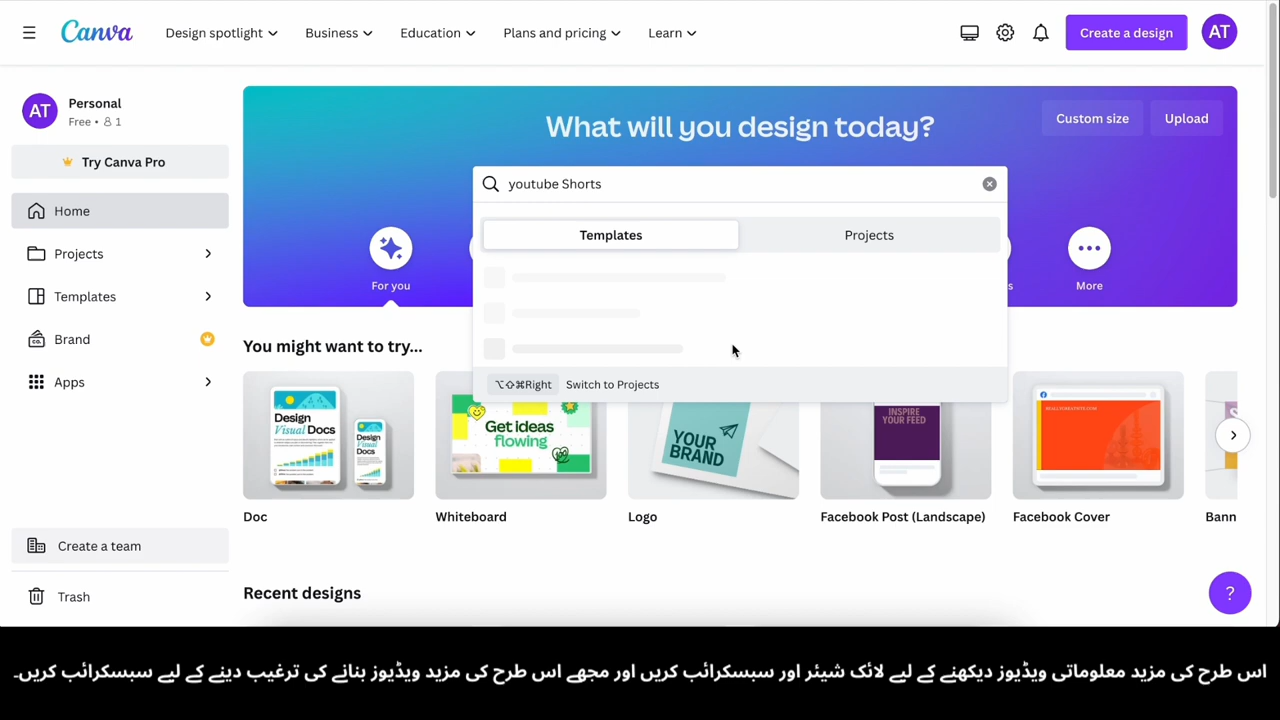 Canva
Design spotlight
Business
Education
Plans and pricing
Learn
Create a design
AT
AT
Personal
Free • 1
Try Canva Pro
Home
Projects
Templates
Brand
CO.
Apps
Create a team
Trash
What will you design today?
Custom size
Upload
youtube Shorts
Templates
Projects
For you
s
More
⌥⇧⌘Right
Switch to Projects
You might want to try...
Design
Visual
Docs
Design
Visual
Docs
Get ideas
flowing
YOUR
BRAND
INSPIRE
YOUR FEED
Doc
Whiteboard
Logo
Facebook Post (Landscape)
Facebook Cover
Bann
Recent designs
?
اس طرح کی مزید معلوماتی ویڈیوز دیکھنے کے لیے لائک شیئر اور سبسکرائب کریں اور مجھے اس طرح کی مزید ویڈیوز بنانے کی ترغیب دینے کے لیے سبسکرائب کریں۔